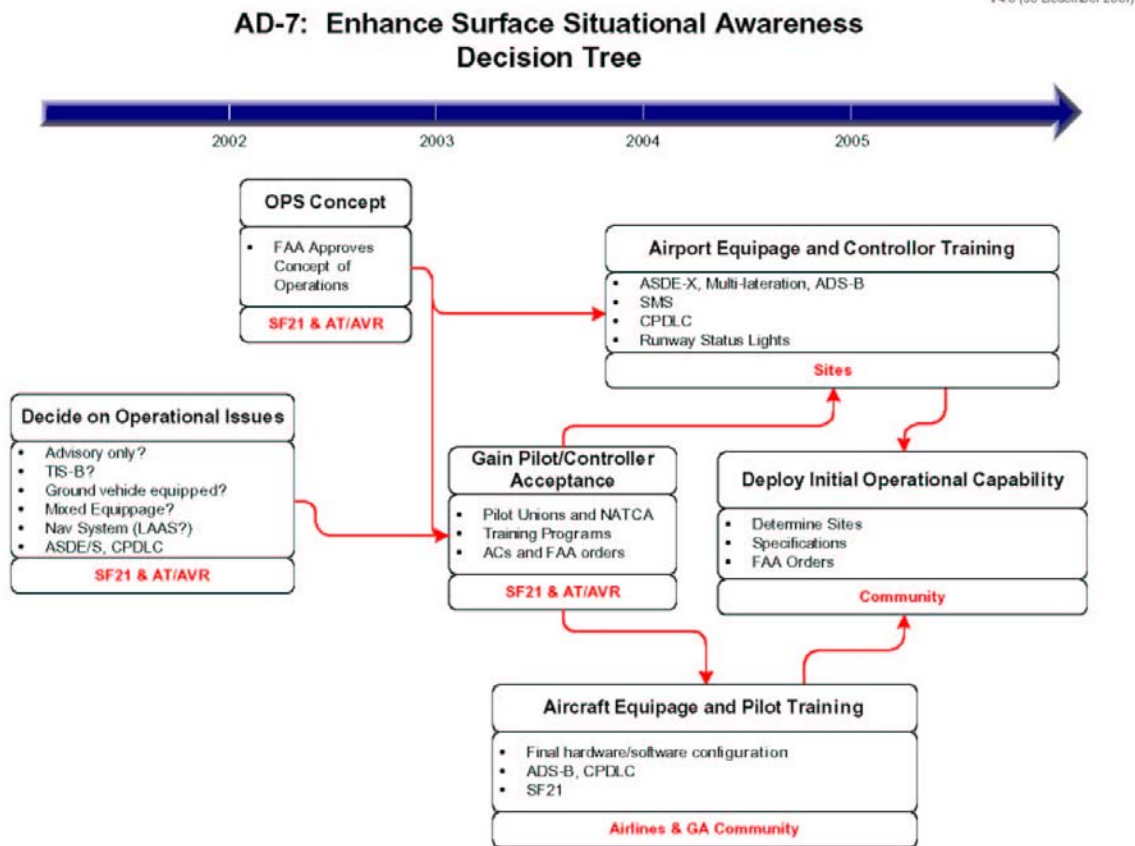 AD-7: Enhance Surface Situational Awareness
Decision Tree
2002
2003
2004
2005
OPS Concept
▪ FAA Approves
Concept of
Operations
SF21 & AT/AVR
Airport Equipage and Controllor Training
▪ ASDE-X, Multi-lateration, ADS-B
▪ SMS
▪ CPDLC
▪ Runway Status Lights
Sites
Decide on Operational Issues
▪ Advisory only?
▪ TIS-B?
▪ Ground vehicle equipped?
▪ Mixed Equippage?
▪ Nav System (LAAS?)
▪ ASDE/S, CPDLC
SF21 & AT/AVR
Gain Pilot/Controller
Acceptance
▪ Pilot Unions and NATCA
▪ Training Programs
▪ ACs and FAA orders
SF21 & AT/AVR
Deploy Initial Operational Capability
▪ Determine Sites
▪ Specifications
▪ FAA Orders
Community
Aircraft Equipage and Pilot Training
▪ Final hardware/software configuration
▪ ADS-B, CPDLC
▪ SF21
Airlines & GA Community